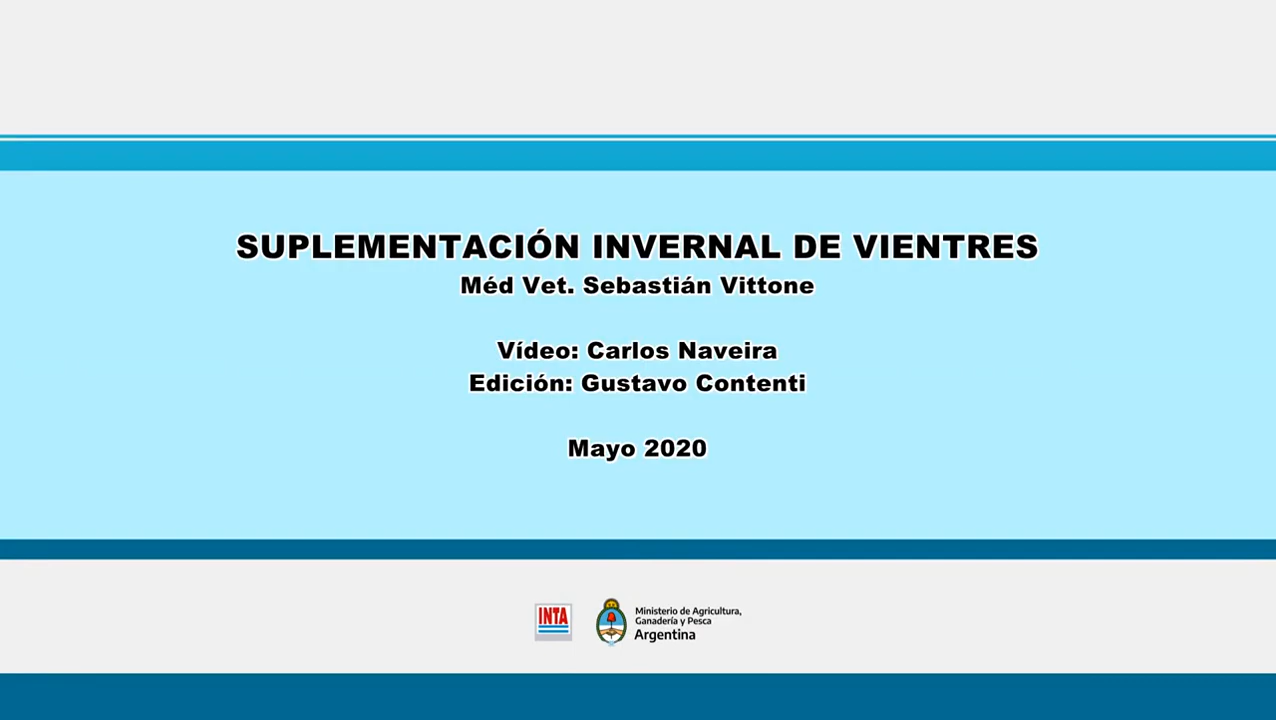 SUPLEMENTACIÓN INVERNAL DE VIENTRES
Méd Vet. Sebastián Vittone
Vídeo: Carlos Naveira
Edición: Gustavo Contenti
Mayo 2020
INTA
Ministerio de Agricultura,
Ganadería y Pesca
Argentina